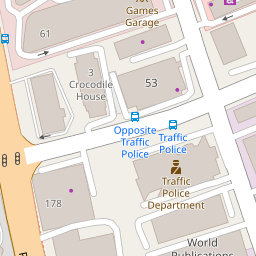 Games
Garage
61
3
Crocodile
House
53
Opposite
Traffic
Police
Traffic
Police
Traffic
Police
Department
178
World
Publications